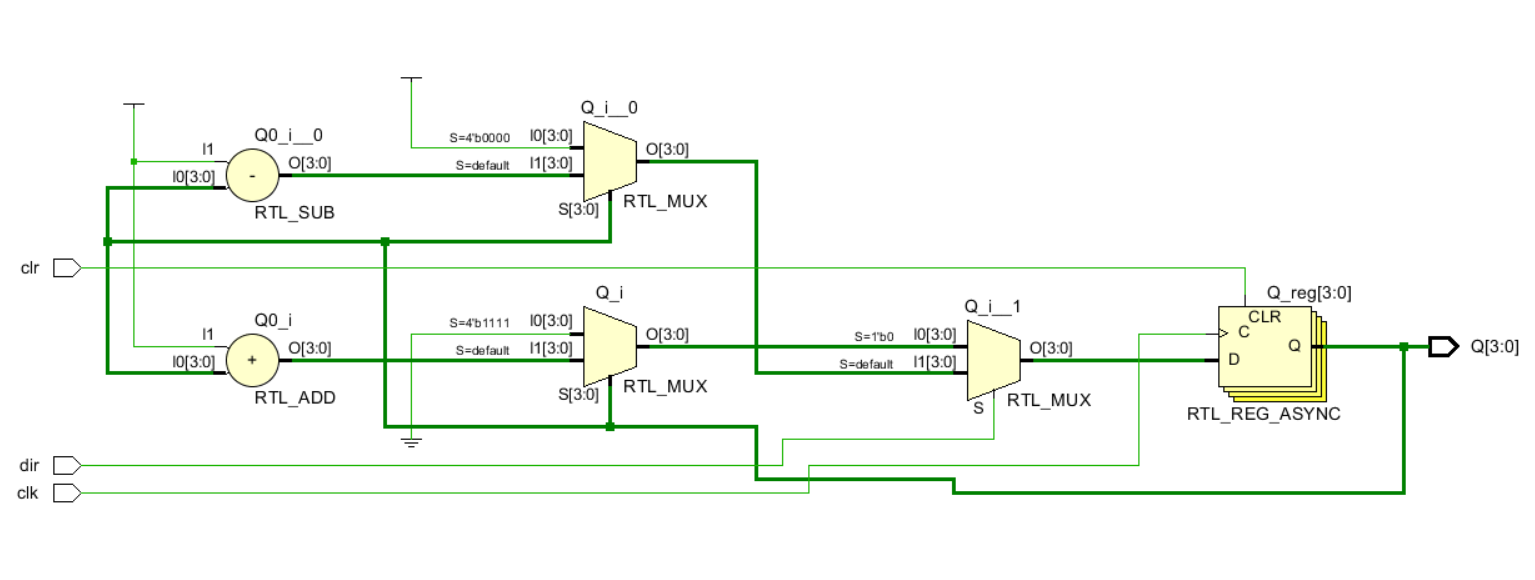 Q_i__0
S=4'b0000 I0[3:0]
Q0_i__0
I1
O[3:0]
O[3:0]
S=default I1[3:0]
I0[3:0]
-
RTL_SUB
S[3:0]
RTL_MUX
clr
Q_i
Q_reg[3:0]
Q_i__1
CLR
S=4'b1111 I0[3:0]
Q0_i
I1
O[3:0]
O[3:0]
S=1'b0 I0[3:0]
C
Q
Q[3:0]
S=default I1[3:0]
O[3:0]
I0[3:0]
+
S=default I1[3:0]
D
RTL_ADD
S[3:0]
RTL_MUX
S
RTL_MUX
RTL_REG_ASYNC
dir
clk